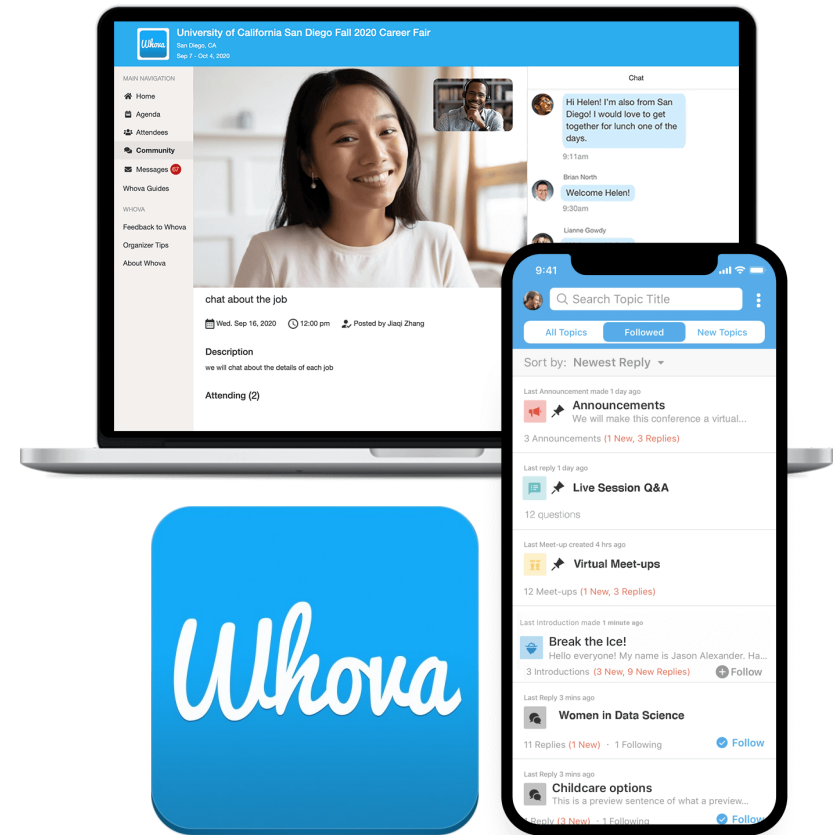 Whova
University of California San Diego Fall 2020 Career Fair
San Diego, CA
Sep 7 - Oct 4, 2020
MAIN NAVIGATION
Home
Agenda
Attendees
Community
Messages 67
Whova Guides
WHOVA
Feedback to Whova
Organizer Tips
About Whova
chat about the job
Wed. Sep 16, 2020 12:00 pm Posted by Jiaqi Zhang
Description
we will chat about the details of each job
Attending (2)
Chat
Hi Helen! I'm also from San
Diego! I would love to get
together for lunch one of the
days.
9:11am
Brian North
Welcome Helen!
9:30am
Lianne Gowdy
9:41
Search Topic Title
All Topics Followed New Topics
Sort by: Newest Reply
Last Announcement made 1 day ago
Announcements
We will make this conference a virtual...
3 Announcements (1 New, 3 Replies)
Last reply 1 day ago
Live Session Q&A
12 questions
Last Meet-up created 4 hrs ago
Virtual Meet-ups
12 Meet-ups (1 New, 3 Replies)
Last Introduction made 1 minute ago
Break the Ice!
Hello everyone! My name is Jason Alexander. Ha...
3 Introductions (3 New, 9 New Replies) Follow
Last Reply 3 mins ago
Women in Data Science
11 Replies (1 New) · 1 Following Follow
Last Reply 3 mins ago
Childcare options
This is a preview sentence of what a preview...
1 Reply (3 New) · 1 Following Follow
Whova